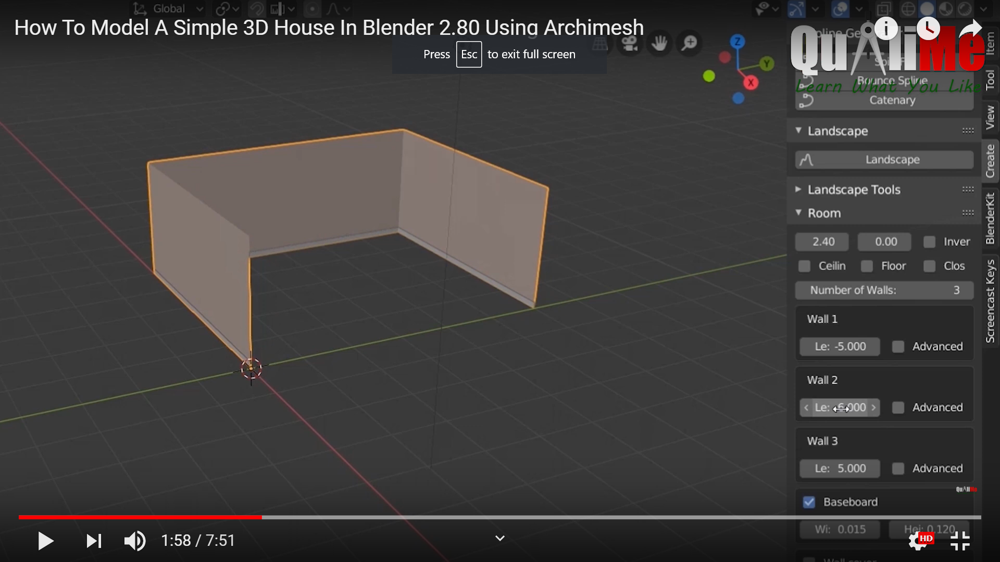 Global
How To Model A Simple 3D House In Blender 2.80 Using Archimesh
Press Esc to exit full screen
Z
Y
X
QuAliMe
Learn What You Like
Bounce Spline
Catenary
Landscape
Landscape
Landscape Tools
Room
2.40 0.00 Inver
Ceilin Floor Clos
Number of Walls: 3
Wall 1
Le: -5.000 Advanced
Wall 2
Le: 6.000 Advanced
Wall 3
Le: 5.000 Advanced
QuAliMe
Baseboard
Wi: 0.015 Hei: 0.120
Item
Tool
View
Create
BlenderKit
Screencast Keys
1:58 / 7:51
HD